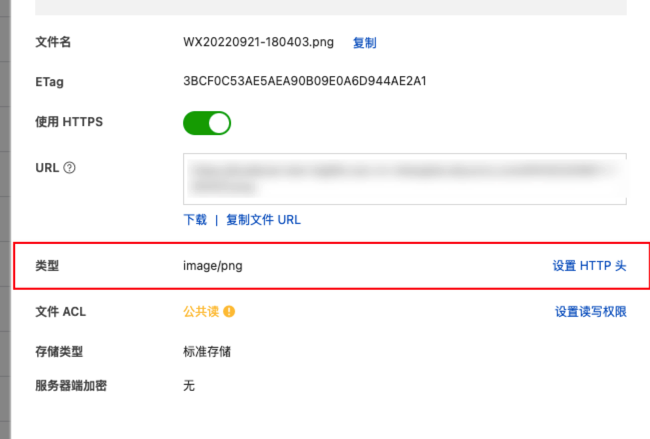 文件名 WX20220921-180403.png 复制
ETag 3BCF0C53AE5AEA90B09E0A6D944AE2A1
使用 HTTPS
URL ?
下载 | 复制文件 URL
类型 image/png 设置 HTTP 头
文件 ACL 公共读 ! 设置读写权限
存储类型 标准存储
服务器端加密 无